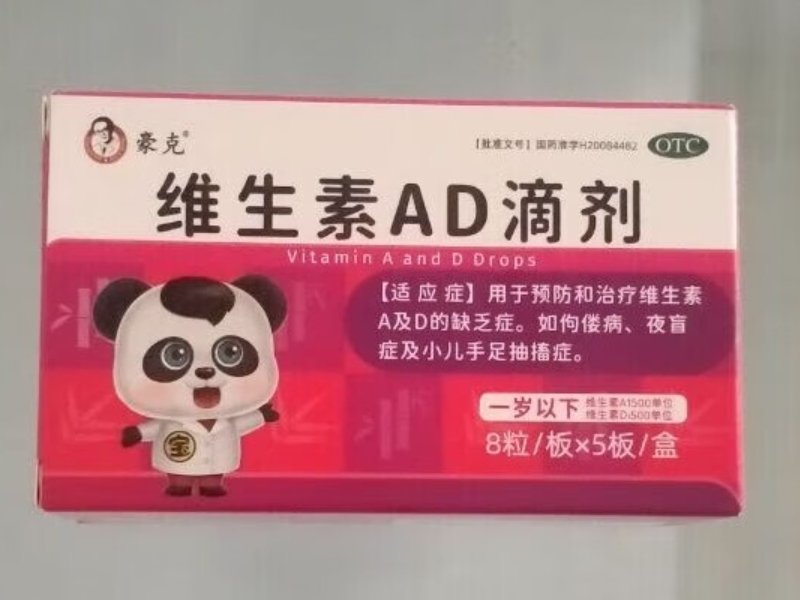 豪克®
【批准文号】国药准字H20084482
OTC
维生素AD滴剂
Vitamin A and D Drops
【适应症】用于预防和治疗维生素
A及D的缺乏症。如佝偻病、夜盲
症及小儿手足抽搐症。
一岁以下
维生素A1500单位
维生素D₃500单位
8粒/板×5板/盒
宝